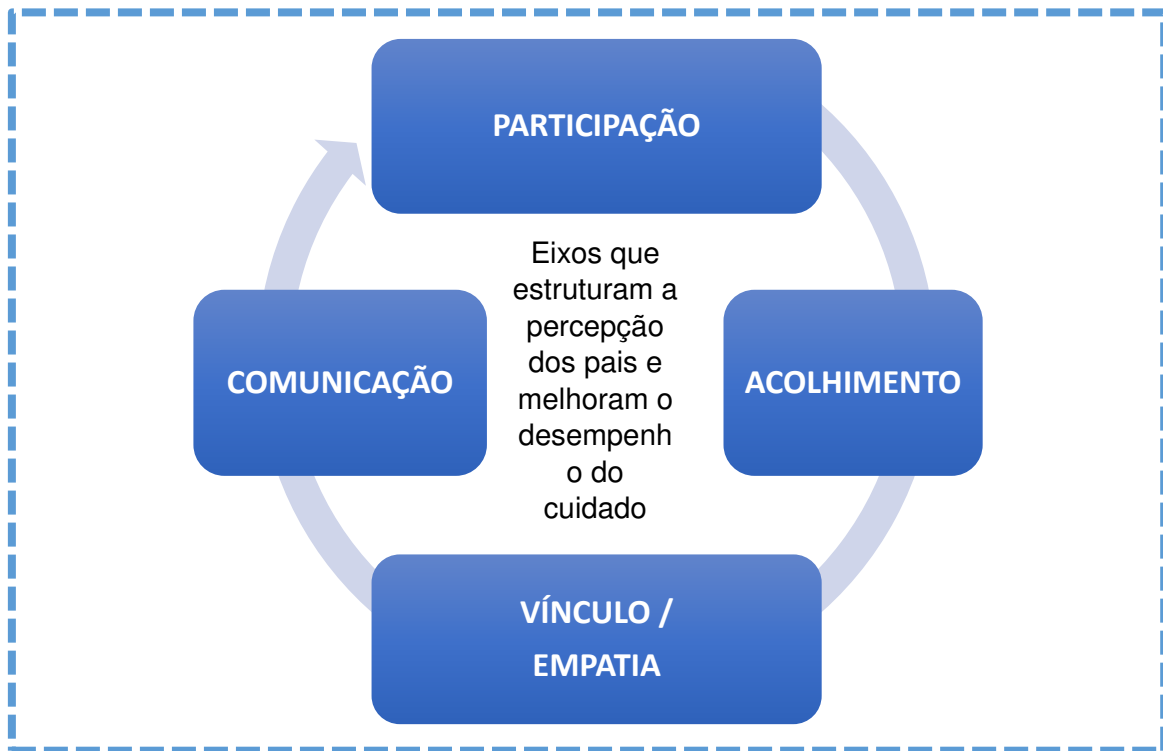 PARTICIPAÇÃO
Eixos que
estruturam a
percepção
dos pais e
melhoram o
desempenh
o do
cuidado
COMUNICAÇÃO
ACOLHIMENTO
VÍNCULO /
EMPATIA